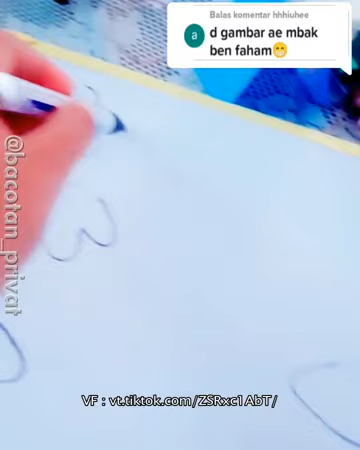 Balas komentar hhhiuhee
a
d gambar ae mbak
ben faham😁
@bacotan_privat
VF : vt.tiktok.com/ZSRxc1AbT/